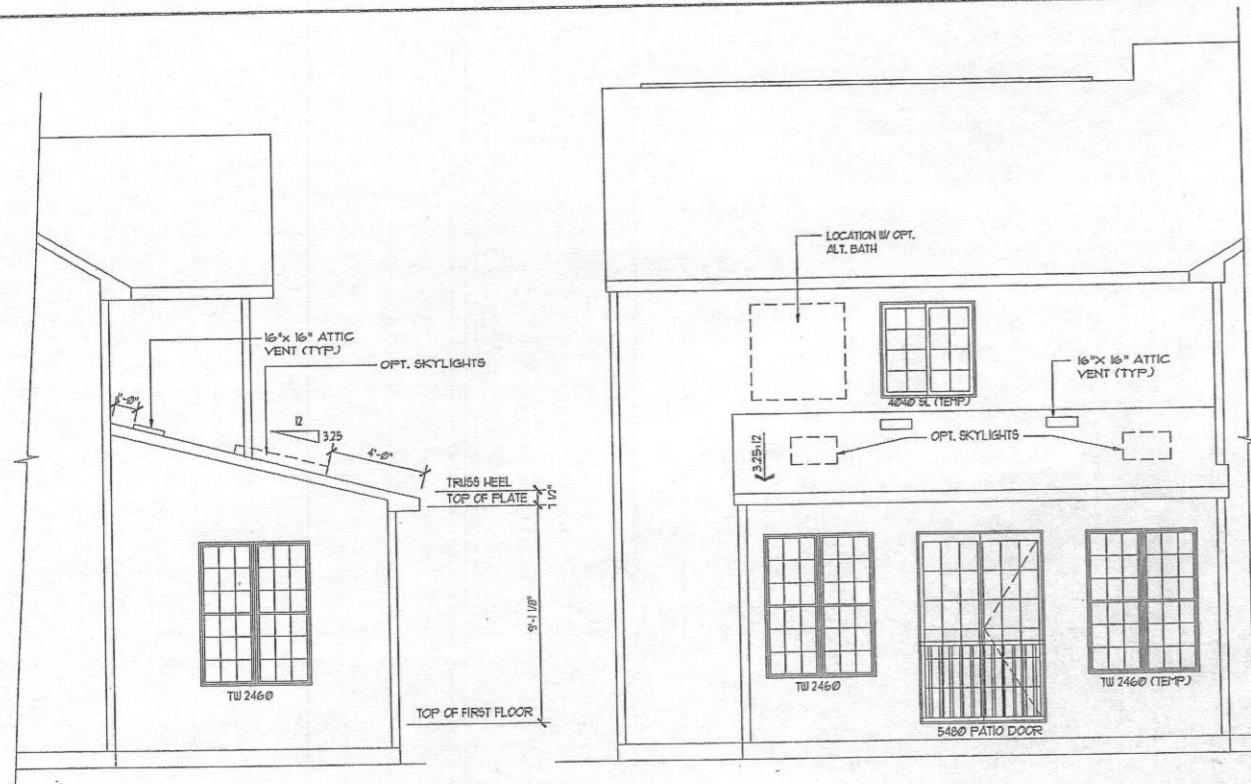 16"x 16" ATTIC
VENT (TYP.)
OPT. SKYLIGHTS
1'-0"
12
3.25
4'-0"
TRUSS HEEL
TOP OF PLATE
9'-1 1/8"
TOP OF FIRST FLOOR
TW 2460
LOCATION W/ OPT.
ALT. BATH
4040 SL (TEMP.)
16"X 16" ATTIC
VENT (TYP.)
OPT. SKYLIGHTS
3.25:12
TW 2460
5480 PATIO DOOR
TW 2460 (TEMP.)